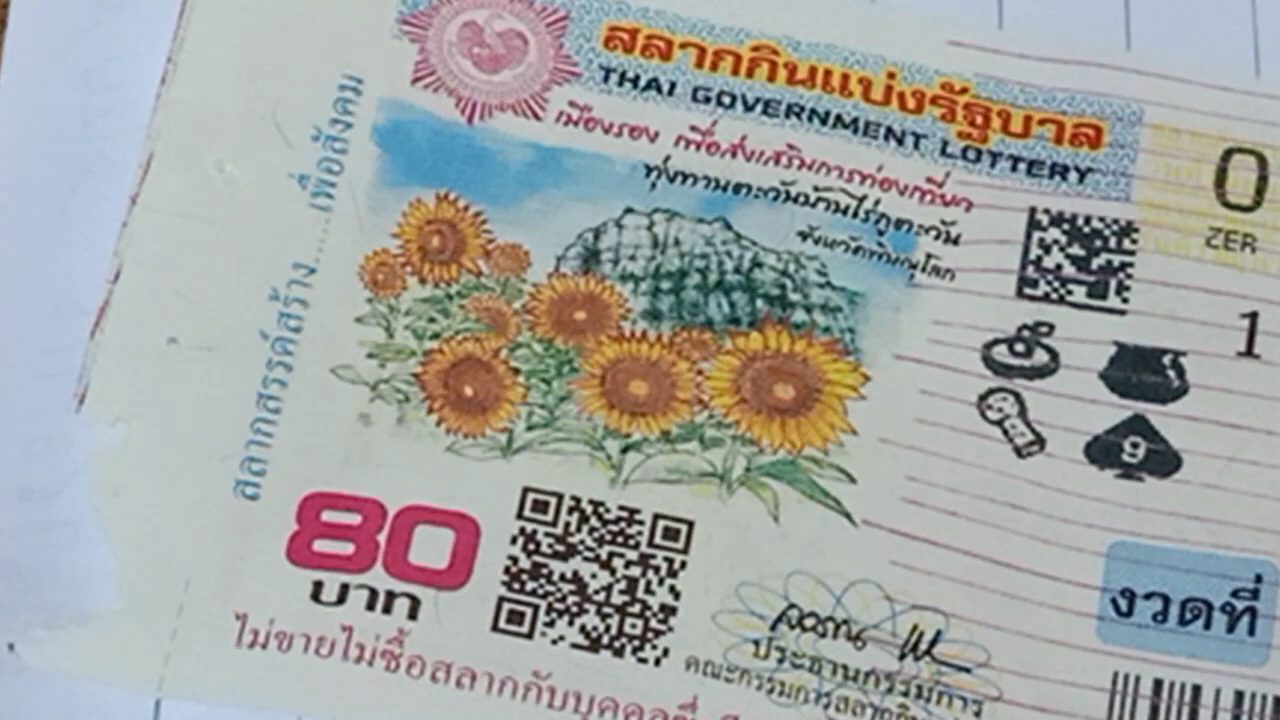 สลากกินแบ่งรัฐบาล
THAI GOVERNMENT LOTTERY
เมืองรอง เพื่อส่งเสริมการท่องเที่ยว
ทุ่งทานตะวันบ้านไร่ภูตะวัน
จังหวัดพิษณุโลก
สลากสรรค์สร้าง.....เพื่อสังคม
0
ZER
1
9
80
บาท
งวดที่
ประธานกรรมการ
คณะกรรมการสลากกิน
ไม่ขายไม่ซื้อสลากกับบุคคลซึ่ง